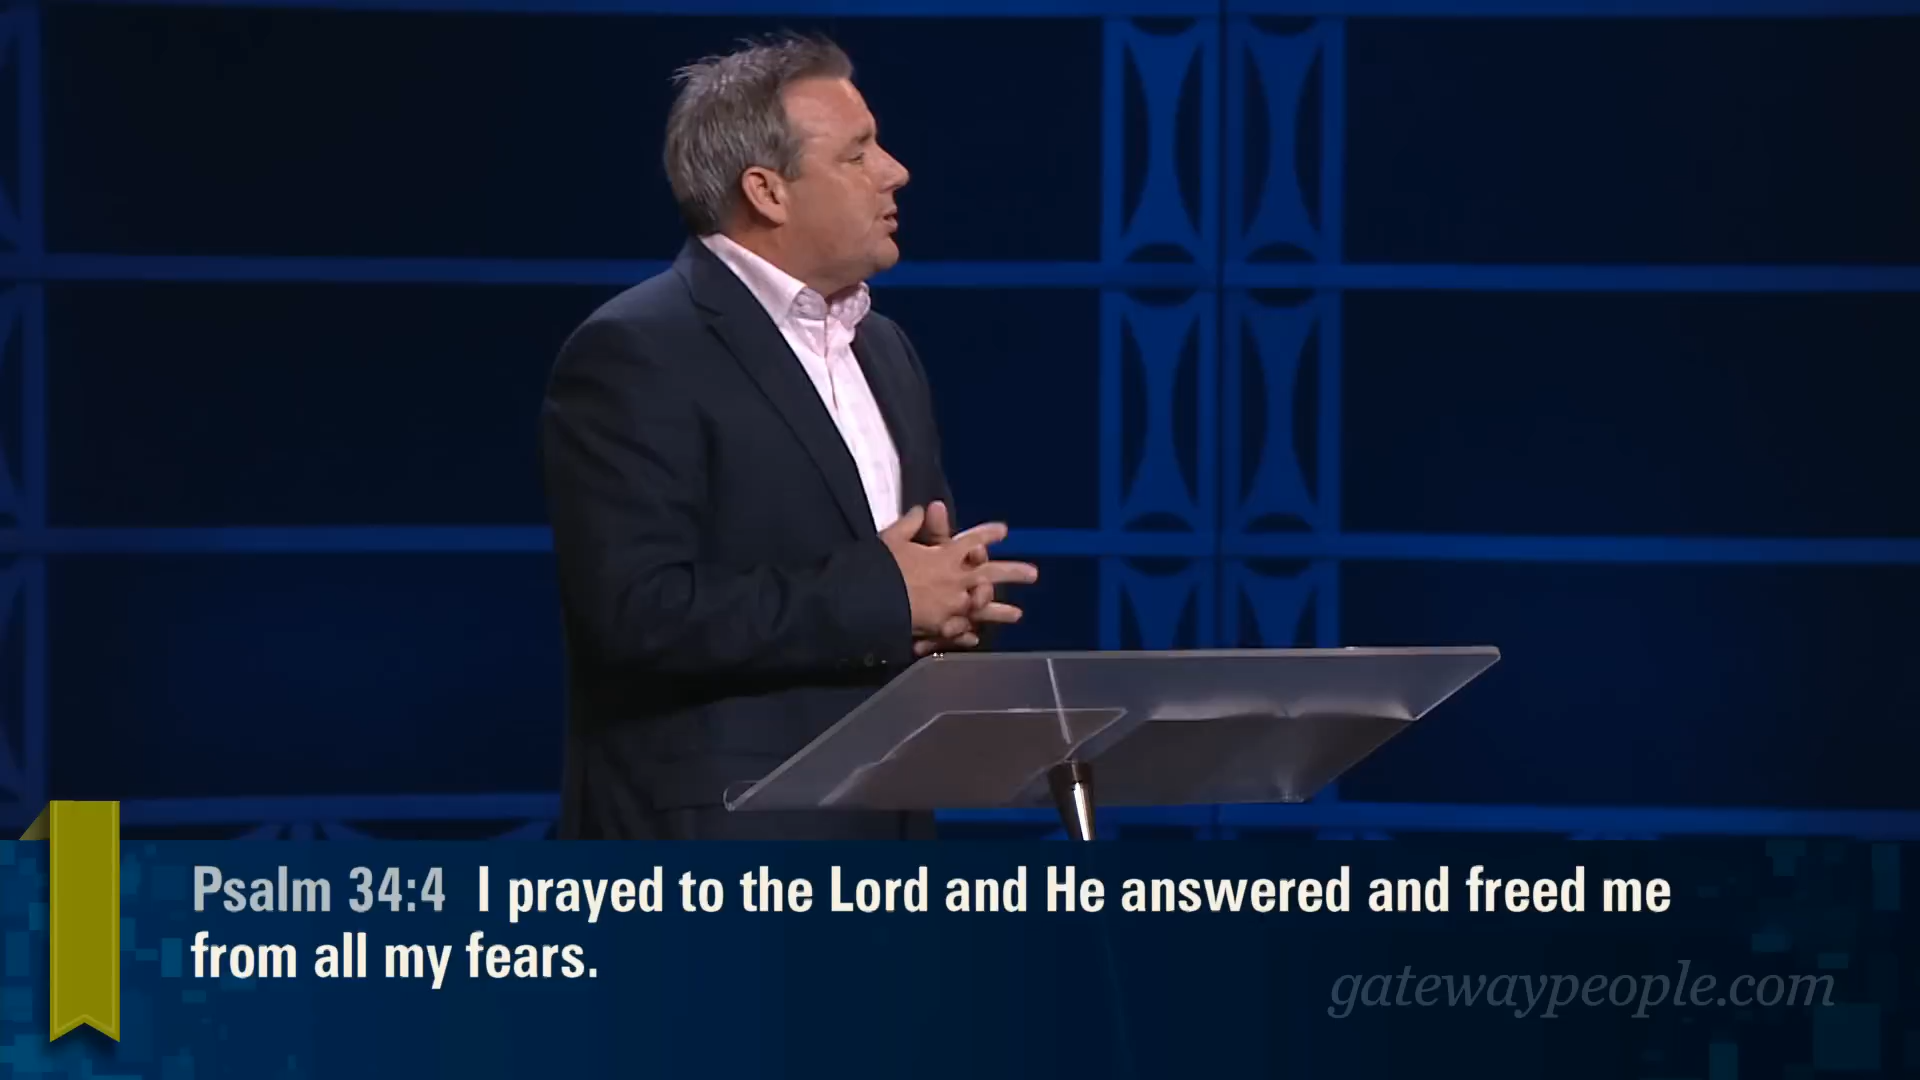 Psalm 34:4 I prayed to the Lord and He answered and freed me
from all my fears.
gatewaypeople.com